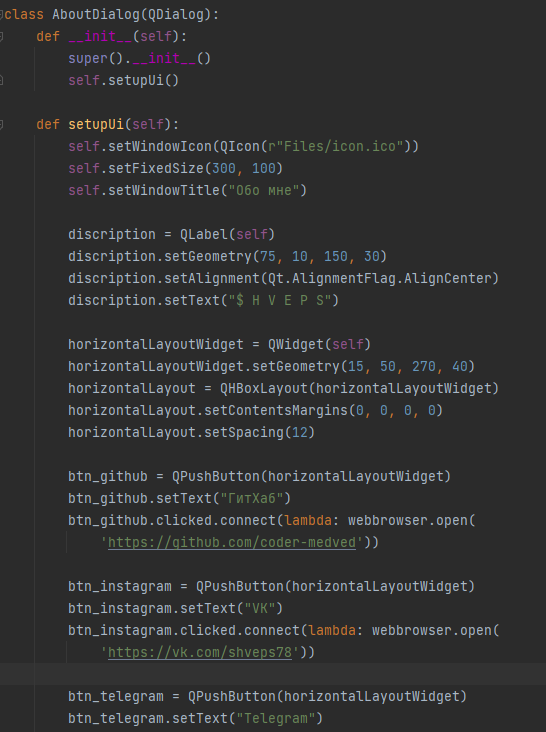 class AboutDialog(QDialog):
    def __init__(self):
        super().__init__()
        self.setupUi()
    def setupUi(self):
        self.setWindowIcon(QIcon(r"Files/icon.ico"))
        self.setFixedSize(300, 100)
        self.setWindowTitle("Обо мне")
        discription = QLabel(self)
        discription.setGeometry(75, 10, 150, 30)
        discription.setAlignment(Qt.AlignmentFlag.AlignCenter)
        discription.setText("$ H V E P S")
        horizontalLayoutWidget = QWidget(self)
        horizontalLayoutWidget.setGeometry(15, 50, 270, 40)
        horizontalLayout = QHBoxLayout(horizontalLayoutWidget)
        horizontalLayout.setContentsMargins(0, 0, 0, 0)
        horizontalLayout.setSpacing(12)
        btn_github = QPushButton(horizontalLayoutWidget)
        btn_github.setText("ГитХаб")
        btn_github.clicked.connect(lambda: webbrowser.open(
            'https://github.com/coder-medved'))
        btn_instagram = QPushButton(horizontalLayoutWidget)
        btn_instagram.setText("VK")
        btn_instagram.clicked.connect(lambda: webbrowser.open(
            'https://vk.com/shveps78'))
        btn_telegram = QPushButton(horizontalLayoutWidget)
        btn_telegram.setText("Telegram")